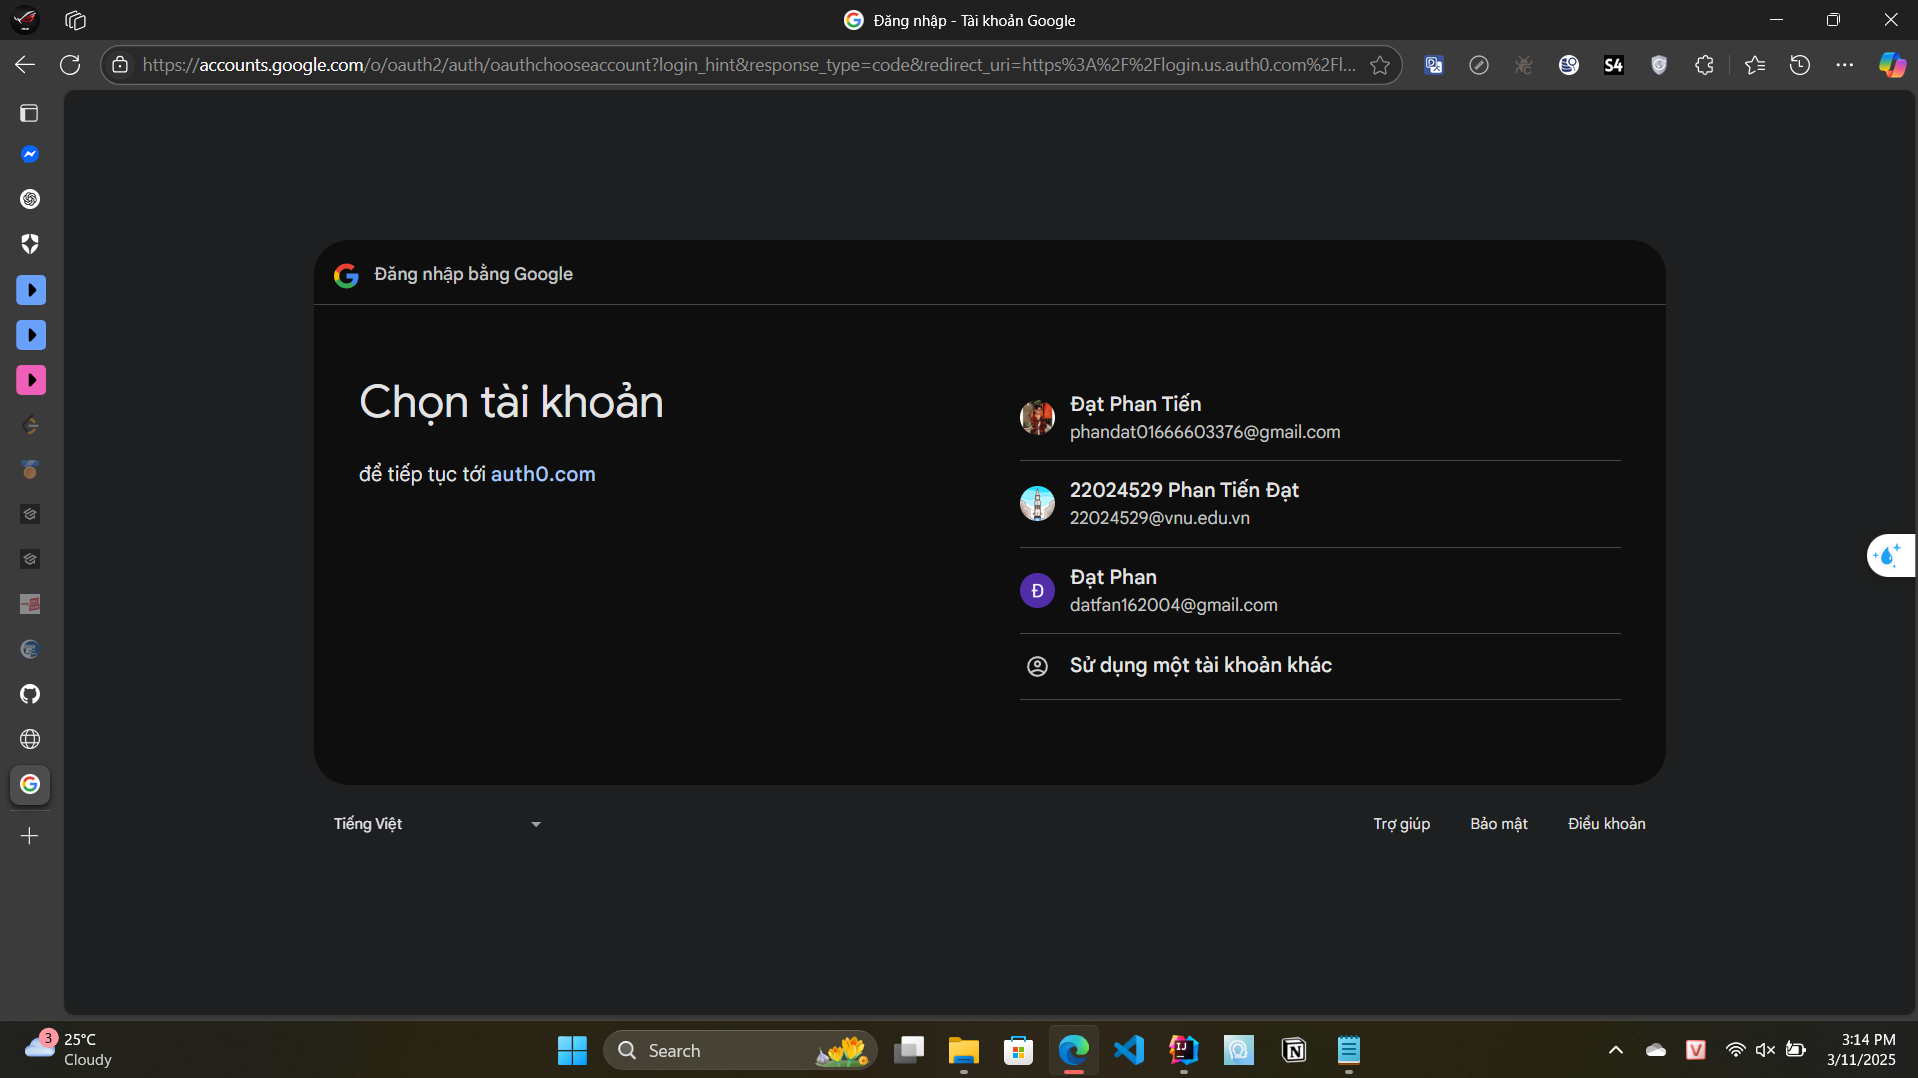 Đăng nhập - Tài khoản Google
https://accounts.google.com/o/oauth2/auth/oauthchooseaccount?login_hint&response_type=code&redirect_uri=https%3A%2F%2Flogin.us.auth0.com%2Fl...
S4
Đăng nhập bằng Google
Chọn tài khoản
để tiếp tục tới auth0.com
Đạt Phan Tiến
phandat01666603376@gmail.com
22024529 Phan Tiến Đạt
22024529@vnu.edu.vn
Đ
Đạt Phan
datfan162004@gmail.com
Sử dụng một tài khoản khác
Tiếng Việt
Trợ giúp
Bảo mật
Điều khoản
3
25°C
Cloudy
Search
IJ
N
V
3:14 PM
3/11/2025